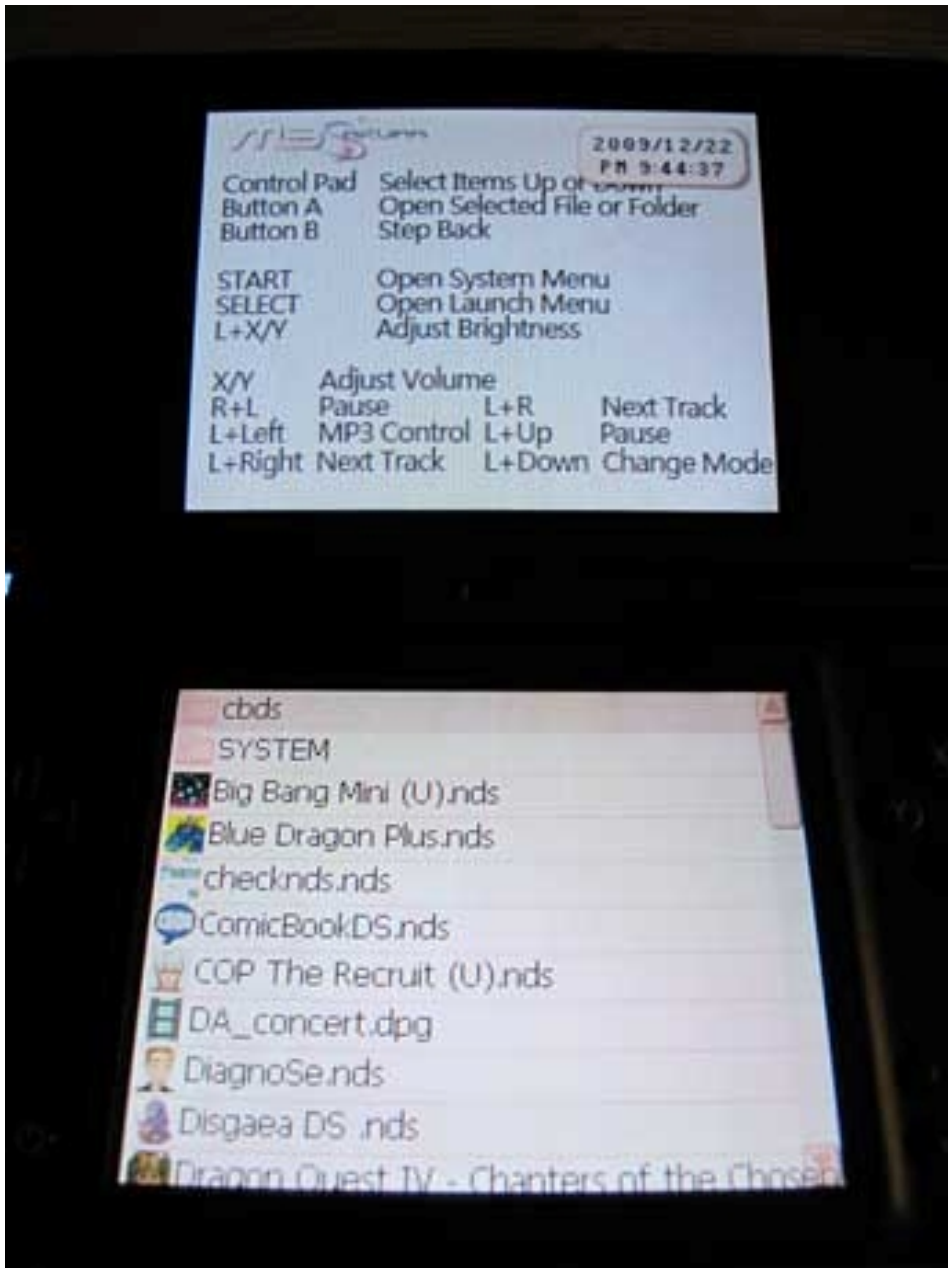 2009/12/22
PM 9:44:37
Control Pad Select Items Up or Down
Button A Open Selected File or Folder
Button B Step Back
START Open System Menu
SELECT Open Launch Menu
L+X/Y Adjust Brightness
X/Y Adjust Volume
R+L Pause L+R Next Track
L+Left MP3 Control L+Up Pause
L+Right Next Track L+Down Change Mode
cbds
SYSTEM
Big Bang Mini (U).nds
Blue Dragon Plus.nds
checknds.nds
ComicBookDS.nds
COP The Recruit (U).nds
DA_concert.dpg
DiagnoSe.nds
Disgaea DS .nds
Dragon Quest IV - Chapters of the Chosen